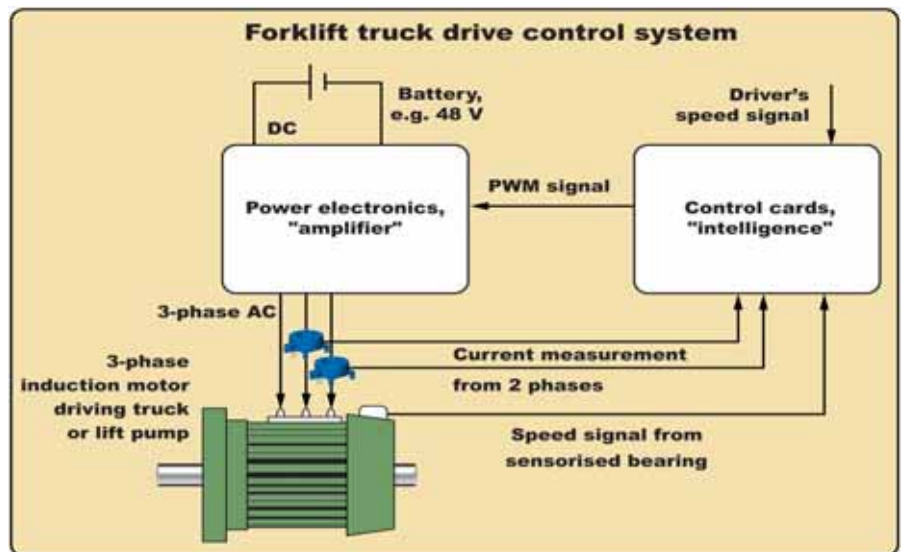 Forklift truck drive control system
Battery,
e.g. 48 V
DC
Driver's
speed signal
PWM signal
Power electronics,
"amplifier"
Control cards,
"intelligence"
3-phase AC
3-phase
induction motor
driving truck
or lift pump
Current measurement
from 2 phases
Speed signal from
sensorised bearing